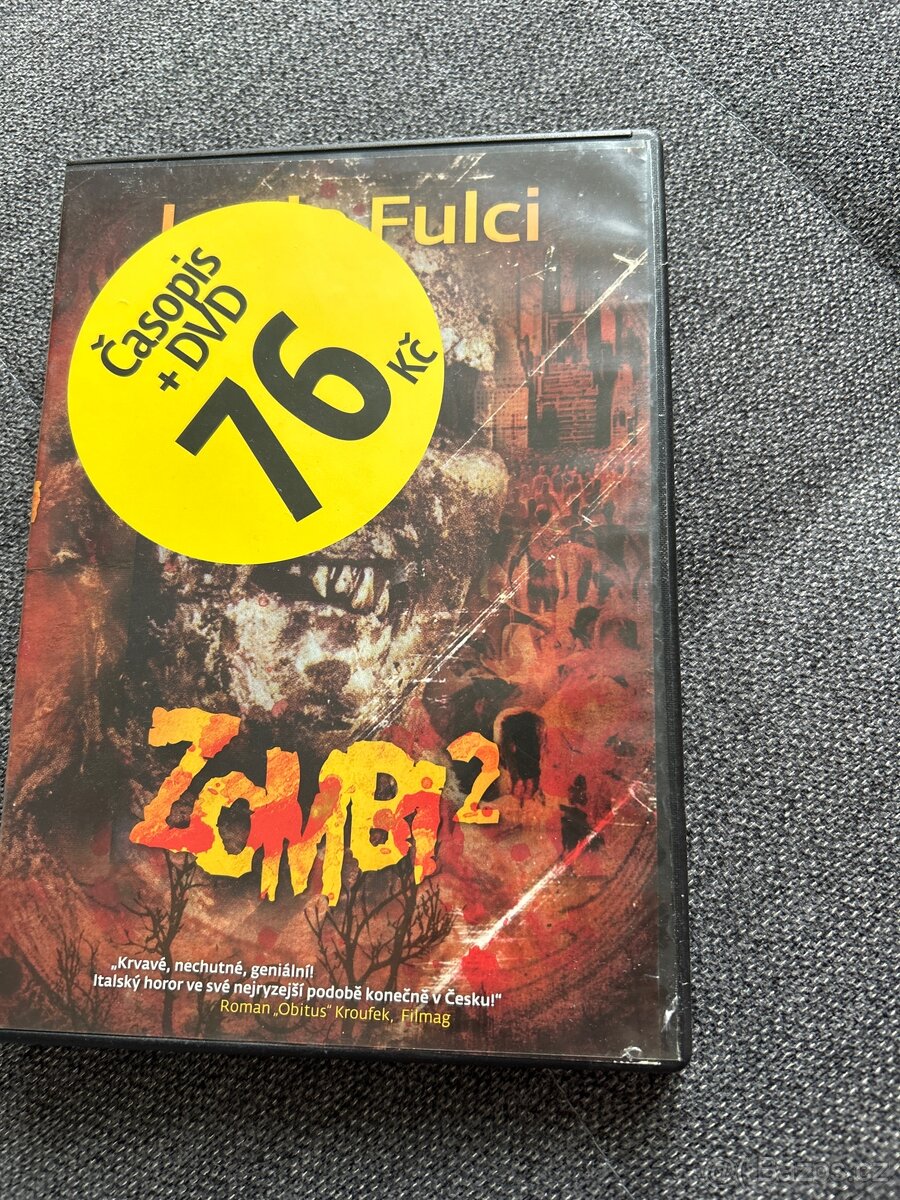 Fulci
Časopis
+ DVD
76 Kč
ZOMBI 2
„Krvavé, nechutné, geniální!
Italský horor ve své nejryzejší podobě konečně v Česku!“
Roman „Obitus“ Kroufek, Filmag